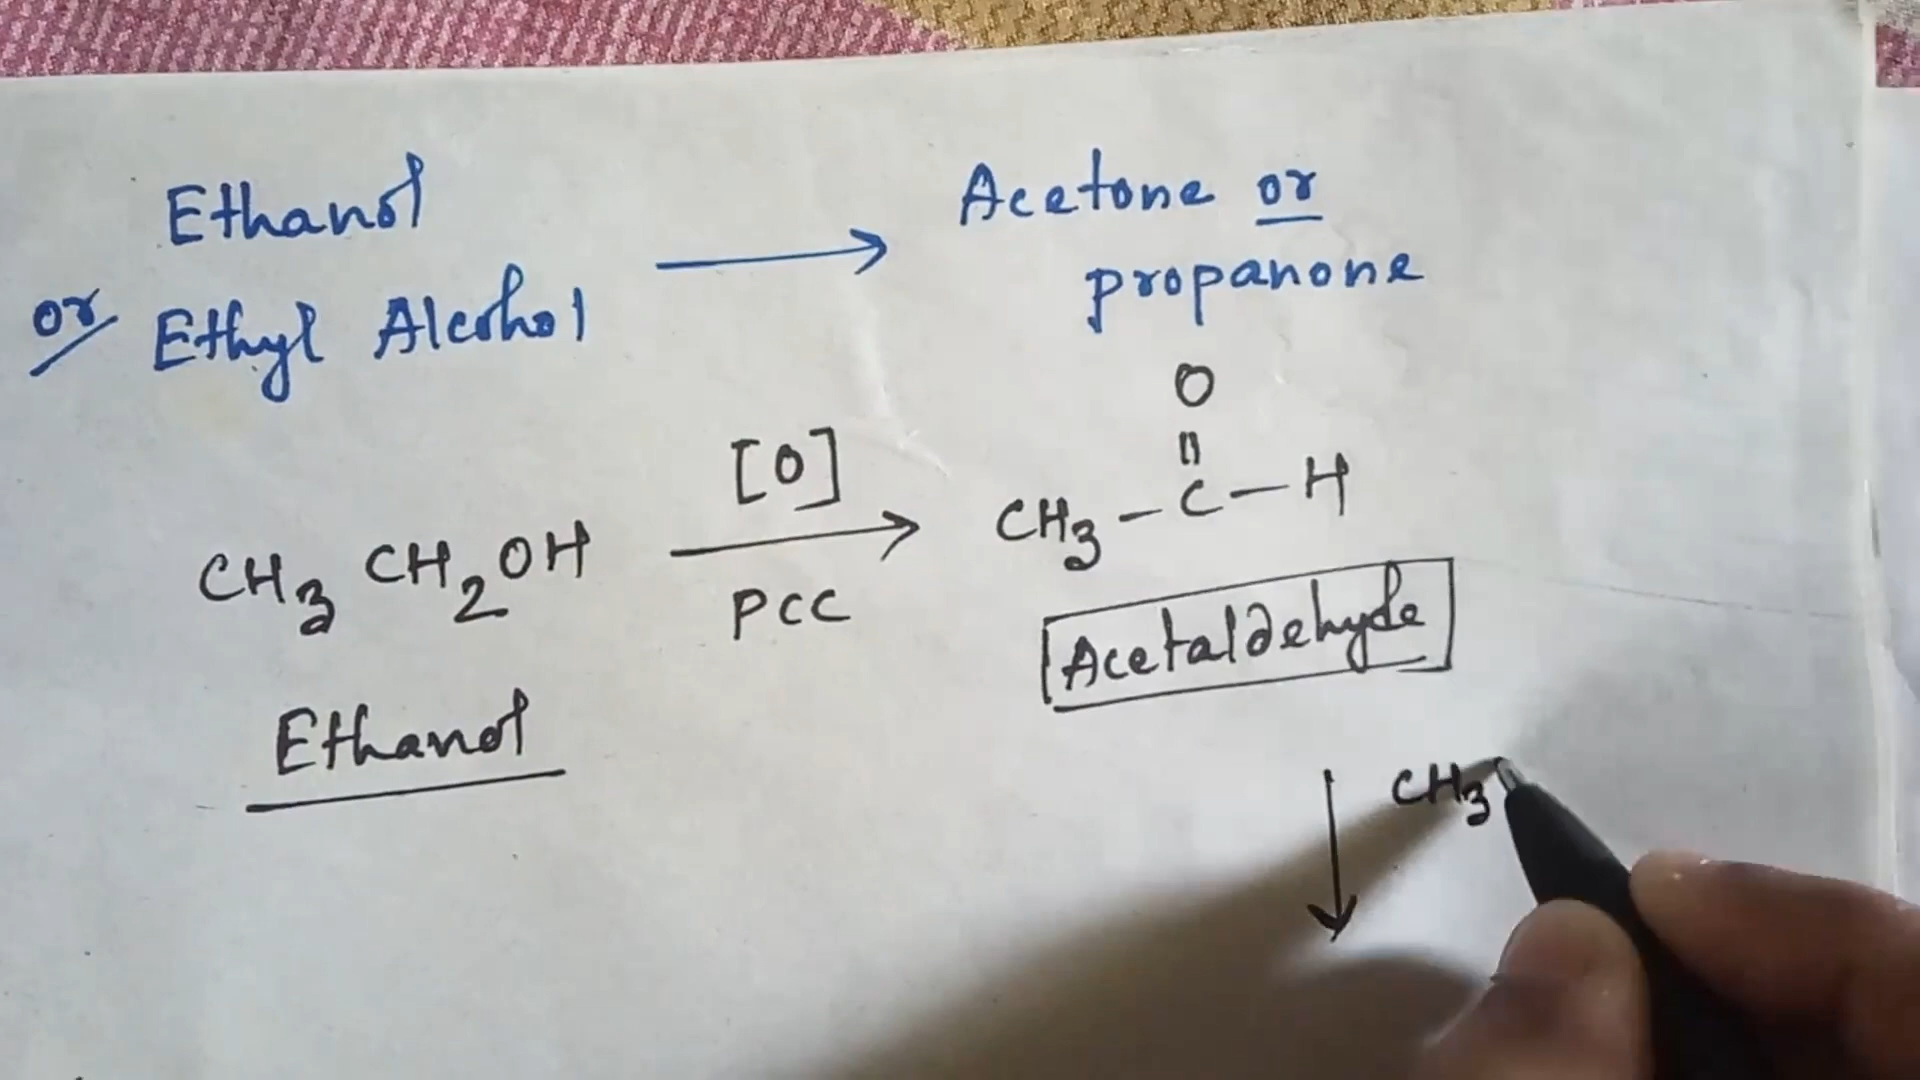 Ethanol
or Ethyl Alcohol
Acetone or
propanone
CH3 CH2OH
[O]
PCC
O
||
CH3 - C - H
Acetaldehyde
Ethanol
CH3